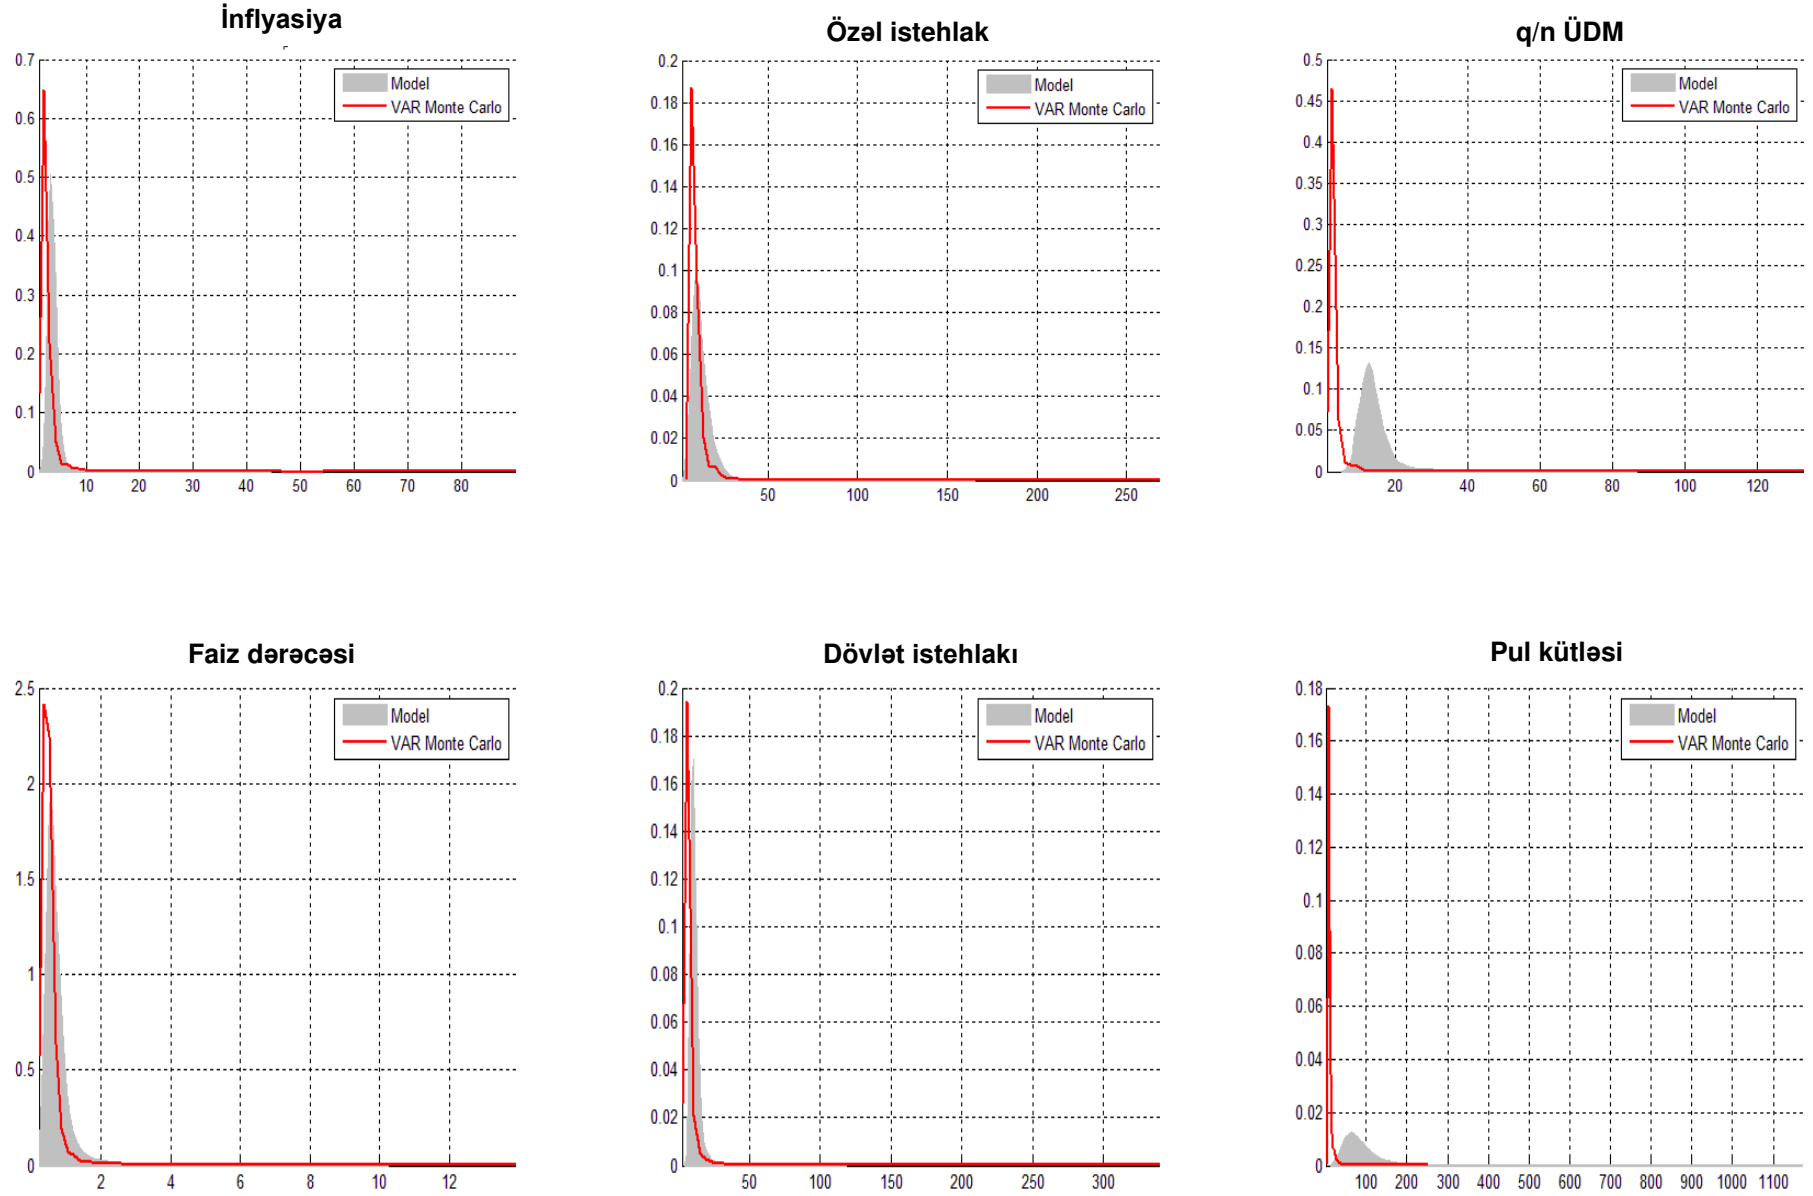 İnflyasiya
0.7
0.6
0.5
0.4
0.3
0.2
0.1
0
10 20 30 40 50 60 70 80
Model
VAR Monte Carlo
Özəl istehlak
0.2
0.18
0.16
0.14
0.12
0.1
0.08
0.06
0.04
0.02
0
50 100 150 200 250
Model
VAR Monte Carlo
q/n ÜDM
0.5
0.45
0.4
0.35
0.3
0.25
0.2
0.15
0.1
0.05
0
20 40 60 80 100 120
Model
VAR Monte Carlo
Faiz dərəcəsi
2.5
2
1.5
1
0.5
0
2 4 6 8 10 12
Model
VAR Monte Carlo
Dövlət istehlakı
0.2
0.18
0.16
0.14
0.12
0.1
0.08
0.06
0.04
0.02
0
50 100 150 200 250 300
Model
VAR Monte Carlo
Pul kütləsi
0.18
0.16
0.14
0.12
0.1
0.08
0.06
0.04
0.02
0
100 200 300 400 500 600 700 800 900 1000 1100
Model
VAR Monte Carlo